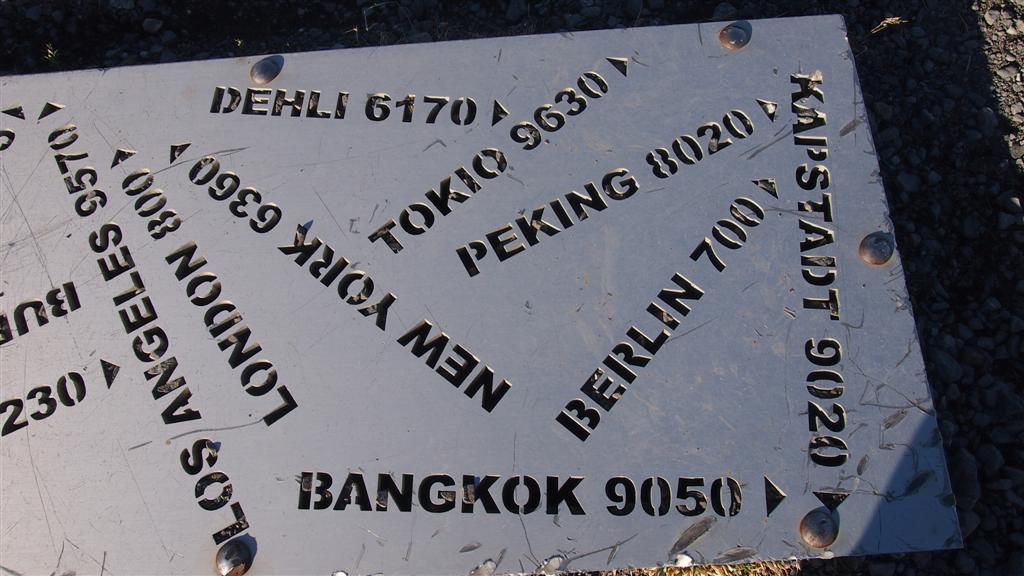 DEHLI 6170
TOKIO 9630
PEKING 8020
KAPSTADT 9020
LOS ANGELES 9570
LONDON 800
NEW YORK 6360
BERLIN 700
230
BANGKOK 9050